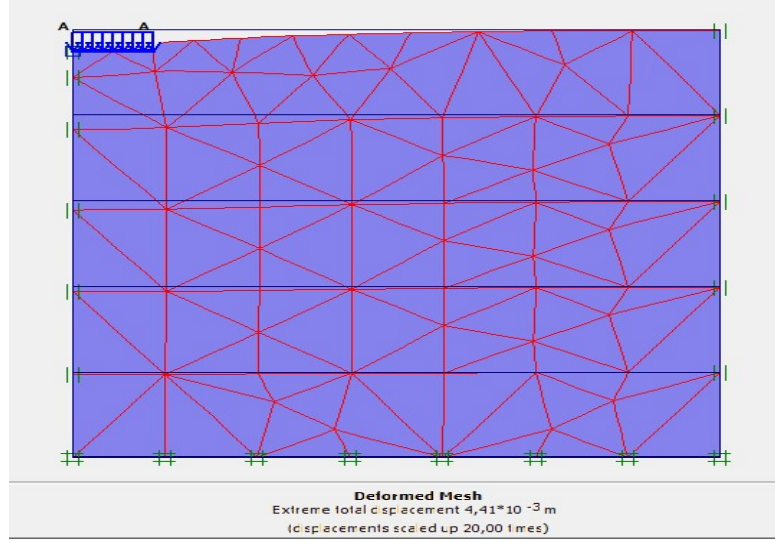 A A
Deformed Mesh
Extreme total displacement 4,41*10 -3 m
(displacements scaled up 20,00 times)